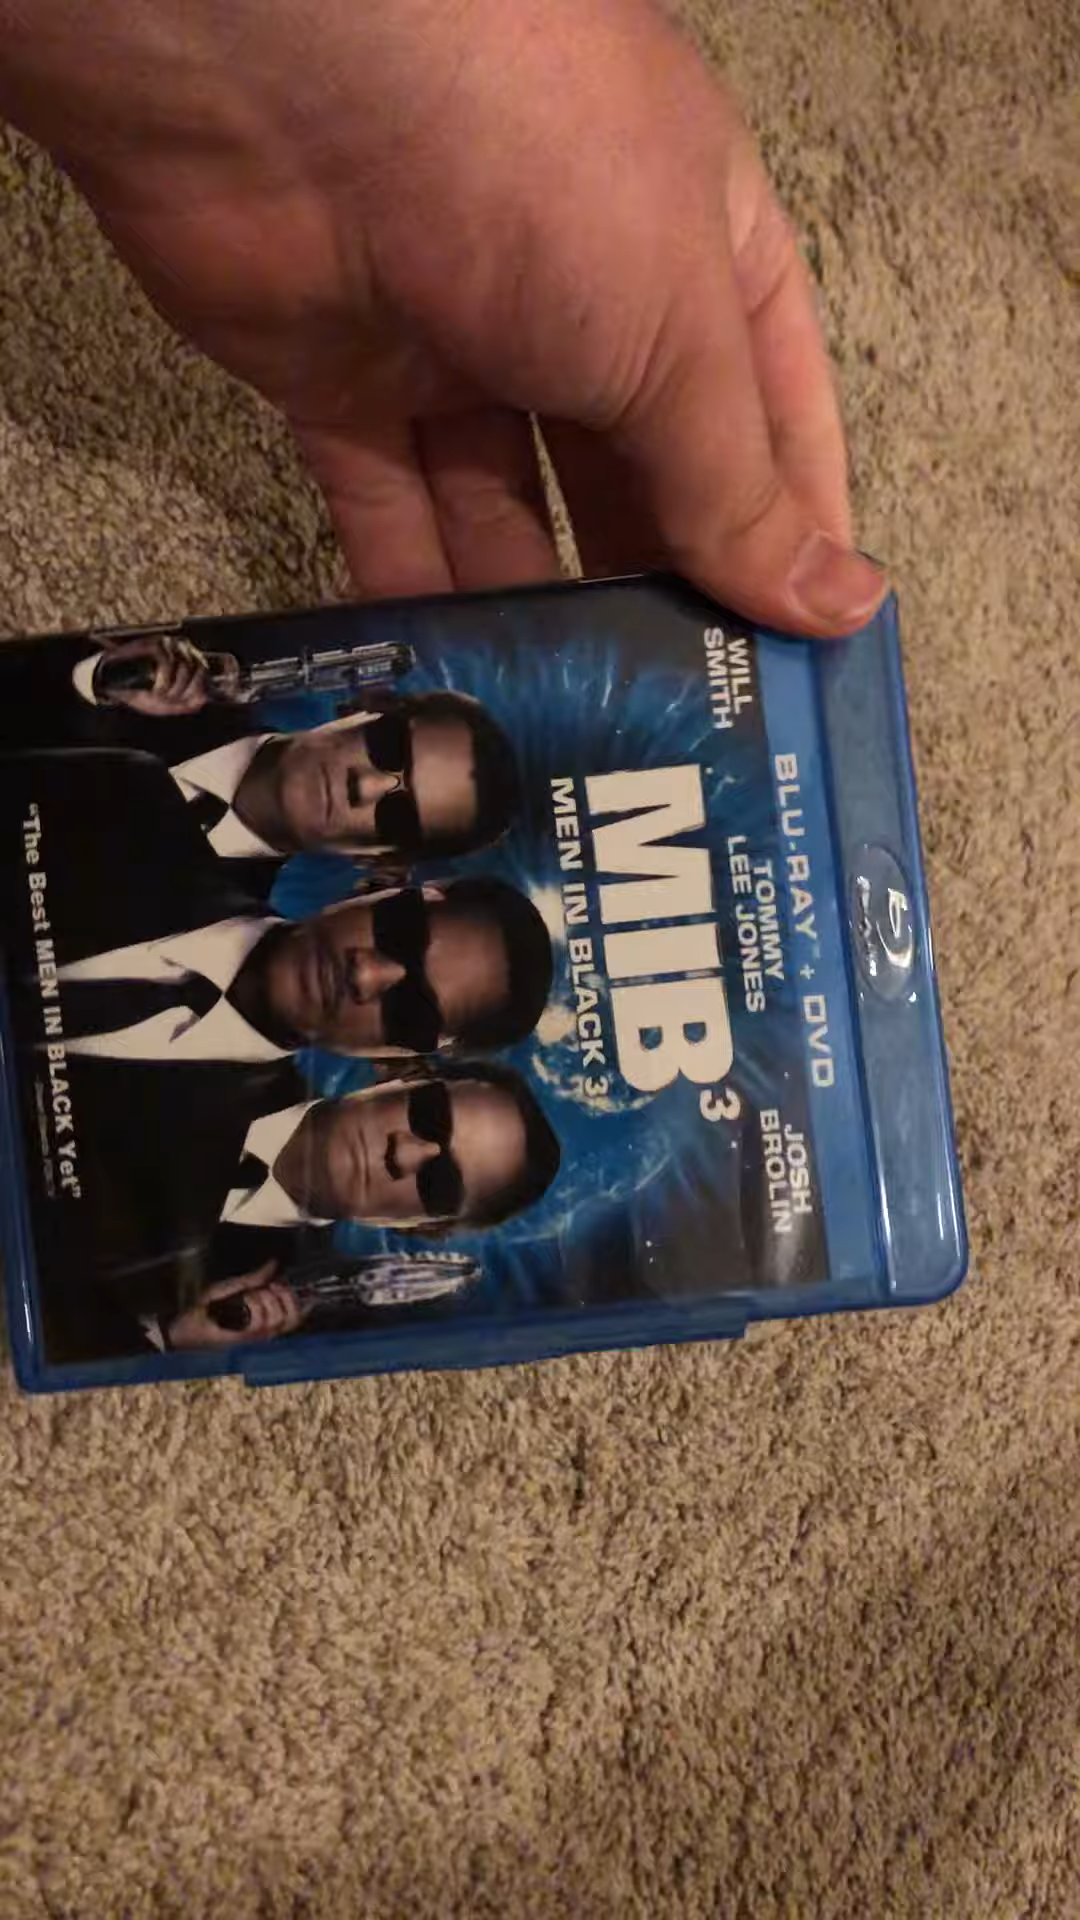 BLU-RAY™ + DVD
WILL
SMITH
TOMMY
LEE JONES
JOSH
BROLIN
MIB3
MEN IN BLACK 3
“The Best MEN IN BLACK Yet”